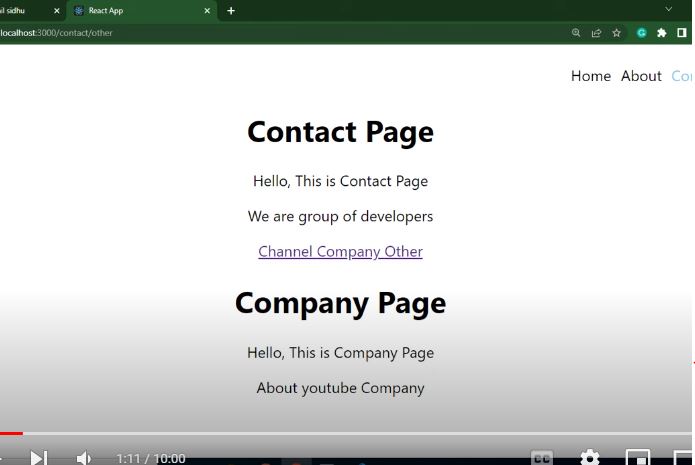 il sidhu
React App
localhost:3000/contact/other
Home About Co
Contact Page
Hello, This is Contact Page
We are group of developers
Channel Company Other
Company Page
Hello, This is Company Page
About youtube Company
1:11 / 10:00
CC